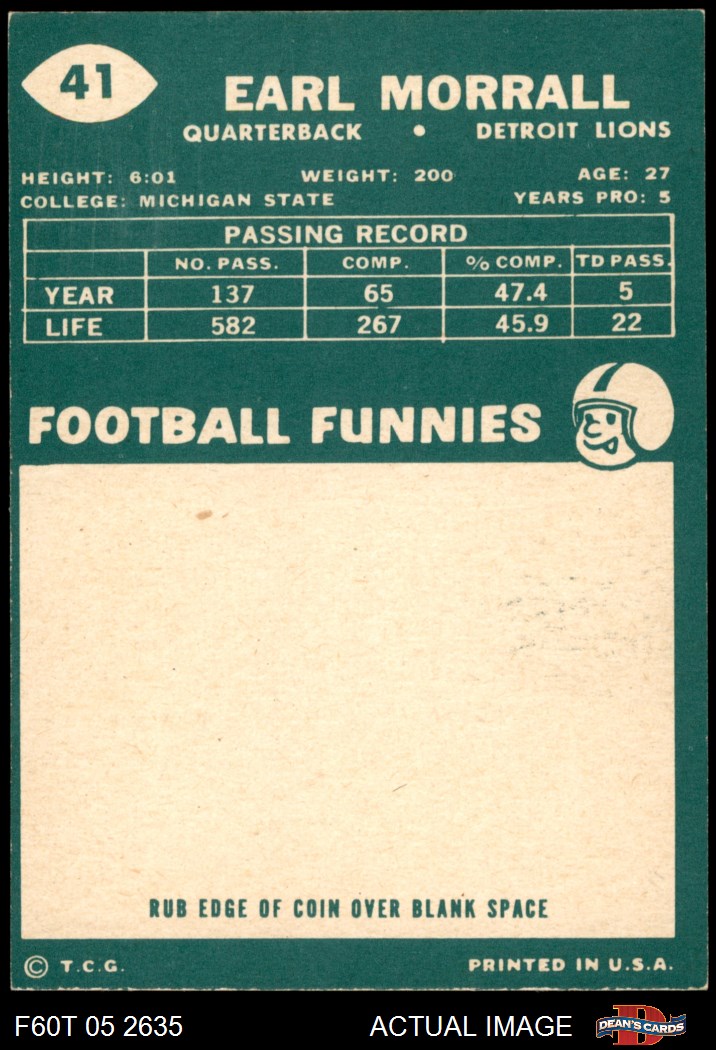 41
EARL MORRALL
QUARTERBACK • DETROIT LIONS
HEIGHT: 6:01 WEIGHT: 200 AGE: 27
COLLEGE: MICHIGAN STATE YEARS PRO: 5
PASSING RECORD
NO. PASS. COMP. % COMP. TD PASS.
YEAR 137 65 47.4 5
LIFE 582 267 45.9 22
FOOTBALL FUNNIES
RUB EDGE OF COIN OVER BLANK SPACE
© T.C.G. PRINTED IN U.S.A.
F60T 05 2635 ACTUAL IMAGE D DEAN'S CARDS